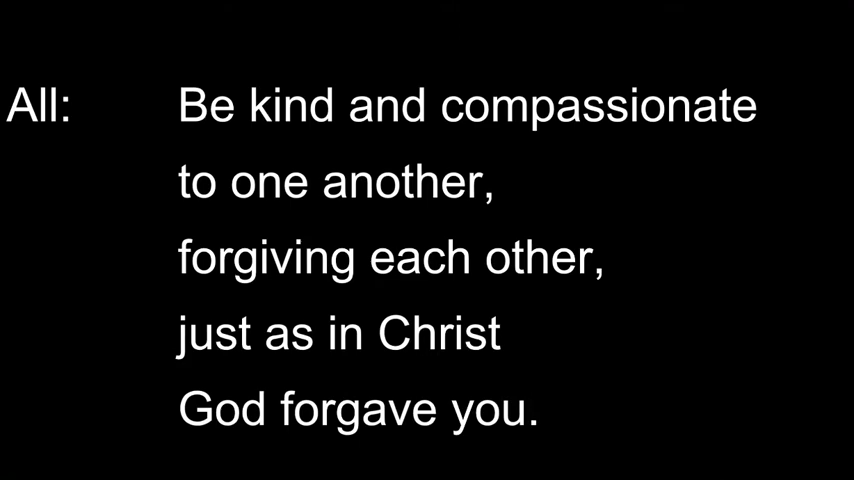 All: Be kind and compassionate
to one another,
forgiving each other,
just as in Christ
God forgave you.